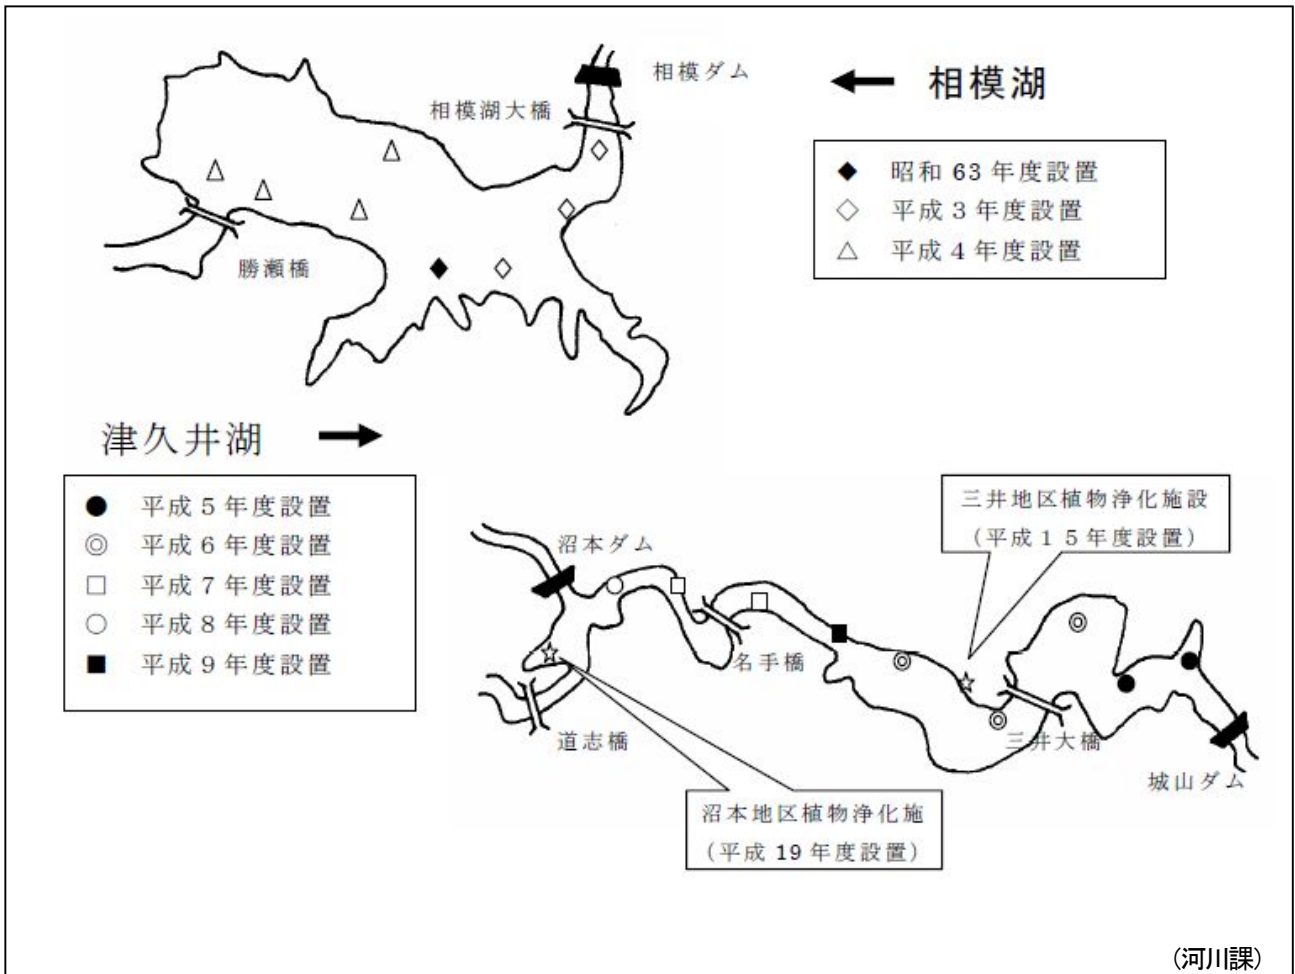 相模ダム
相模湖
相模湖大橋
◆ 昭和 63 年度設置
◇ 平成 3 年度設置
△ 平成 4 年度設置
勝瀬橋
津久井湖
● 平成 5 年度設置
◎ 平成 6 年度設置
□ 平成 7 年度設置
○ 平成 8 年度設置
■ 平成 9 年度設置
三井地区植物浄化施設
(平成１５年度設置)
沼本ダム
名手橋
道志橋
三井大橋
城山ダム
沼本地区植物浄化施
(平成 19 年度設置)
(河川課)